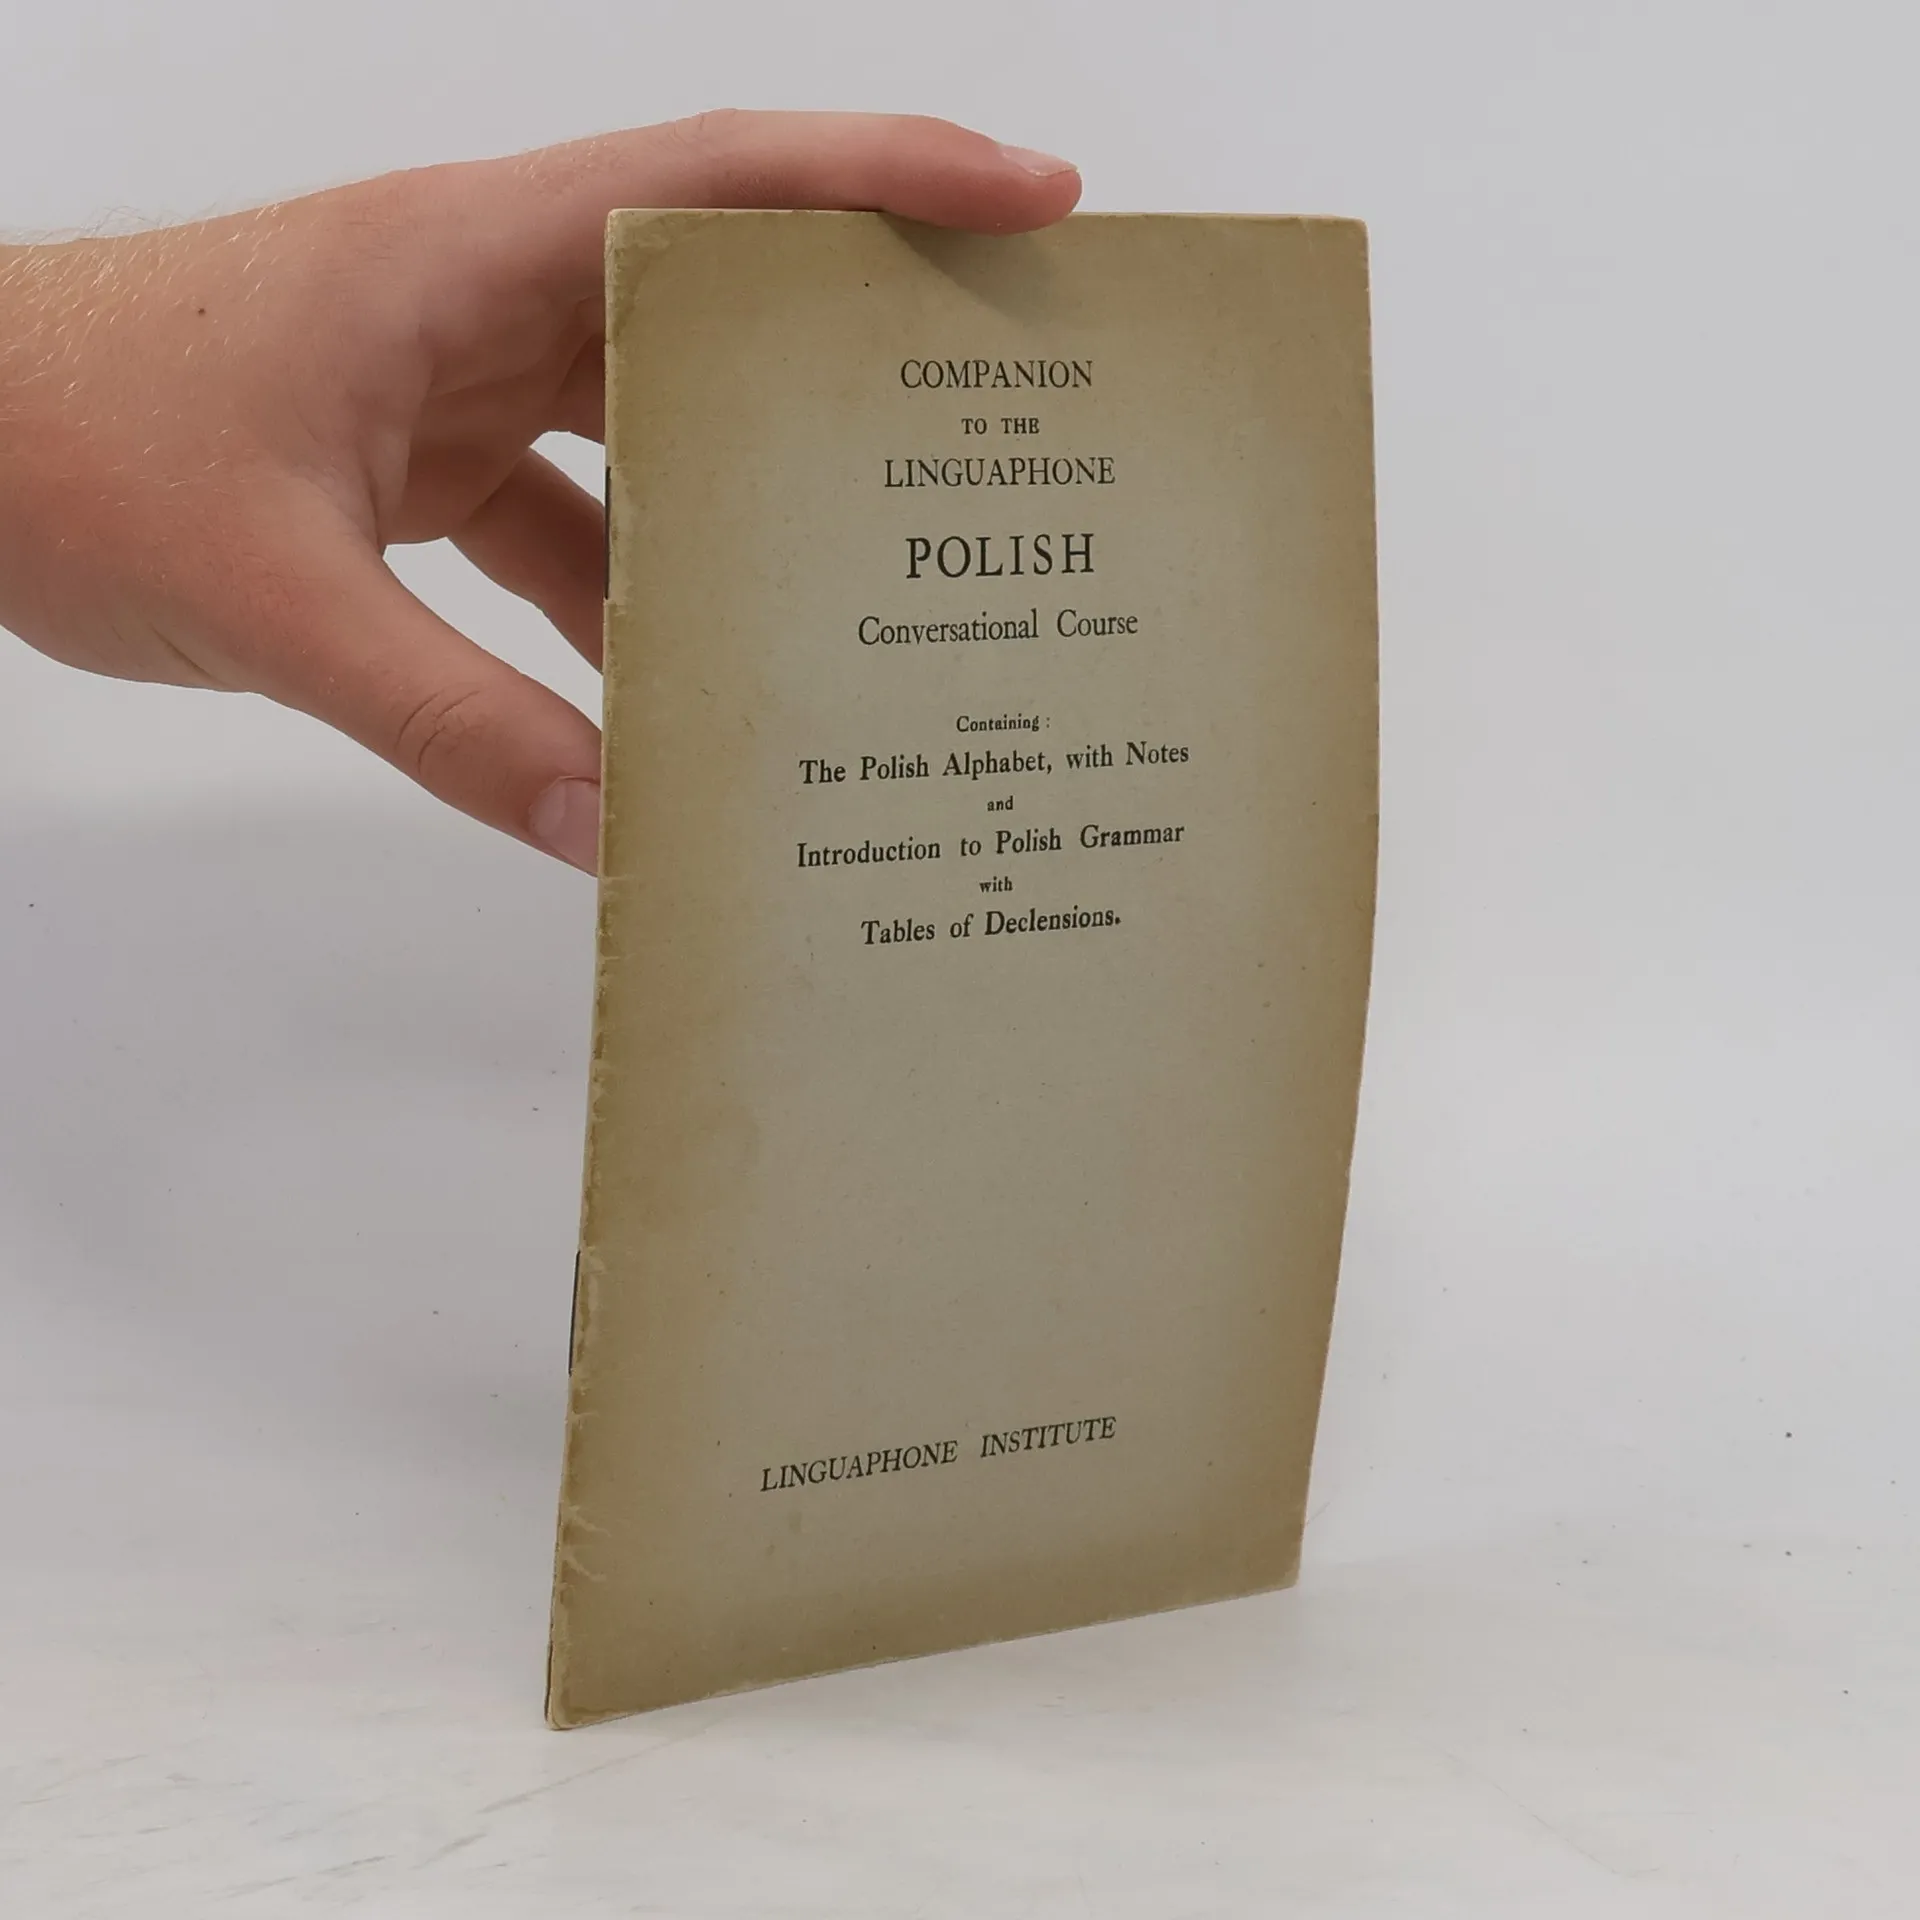 COMPANION
TO THE
LINGUAPHONE
POLISH
Conversational Course
Containing :
The Polish Alphabet, with Notes
and
Introduction to Polish Grammar
with
Tables of Declensions.
LINGUAPHONE INSTITUTE